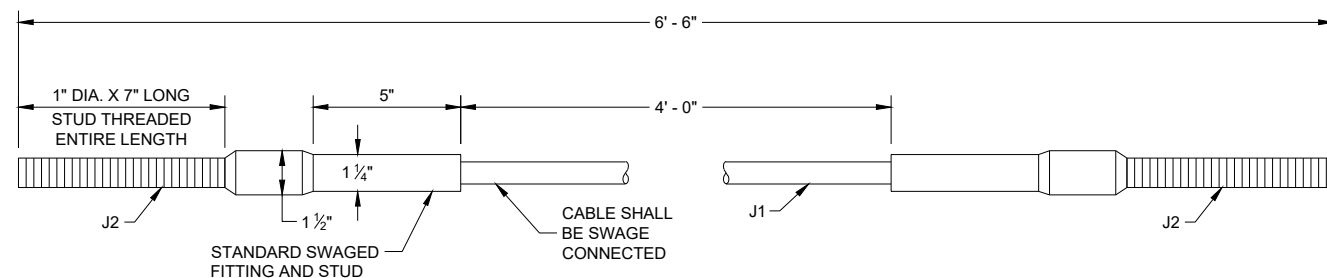 6' - 6"
1" DIA. X 7" LONG
STUD THREADED
ENTIRE LENGTH
5"
4' - 0"
1 ¼"
J2
1 ½"
STANDARD SWAGED
FITTING AND STUD
CABLE SHALL
BE SWAGE
CONNECTED
J1
J2